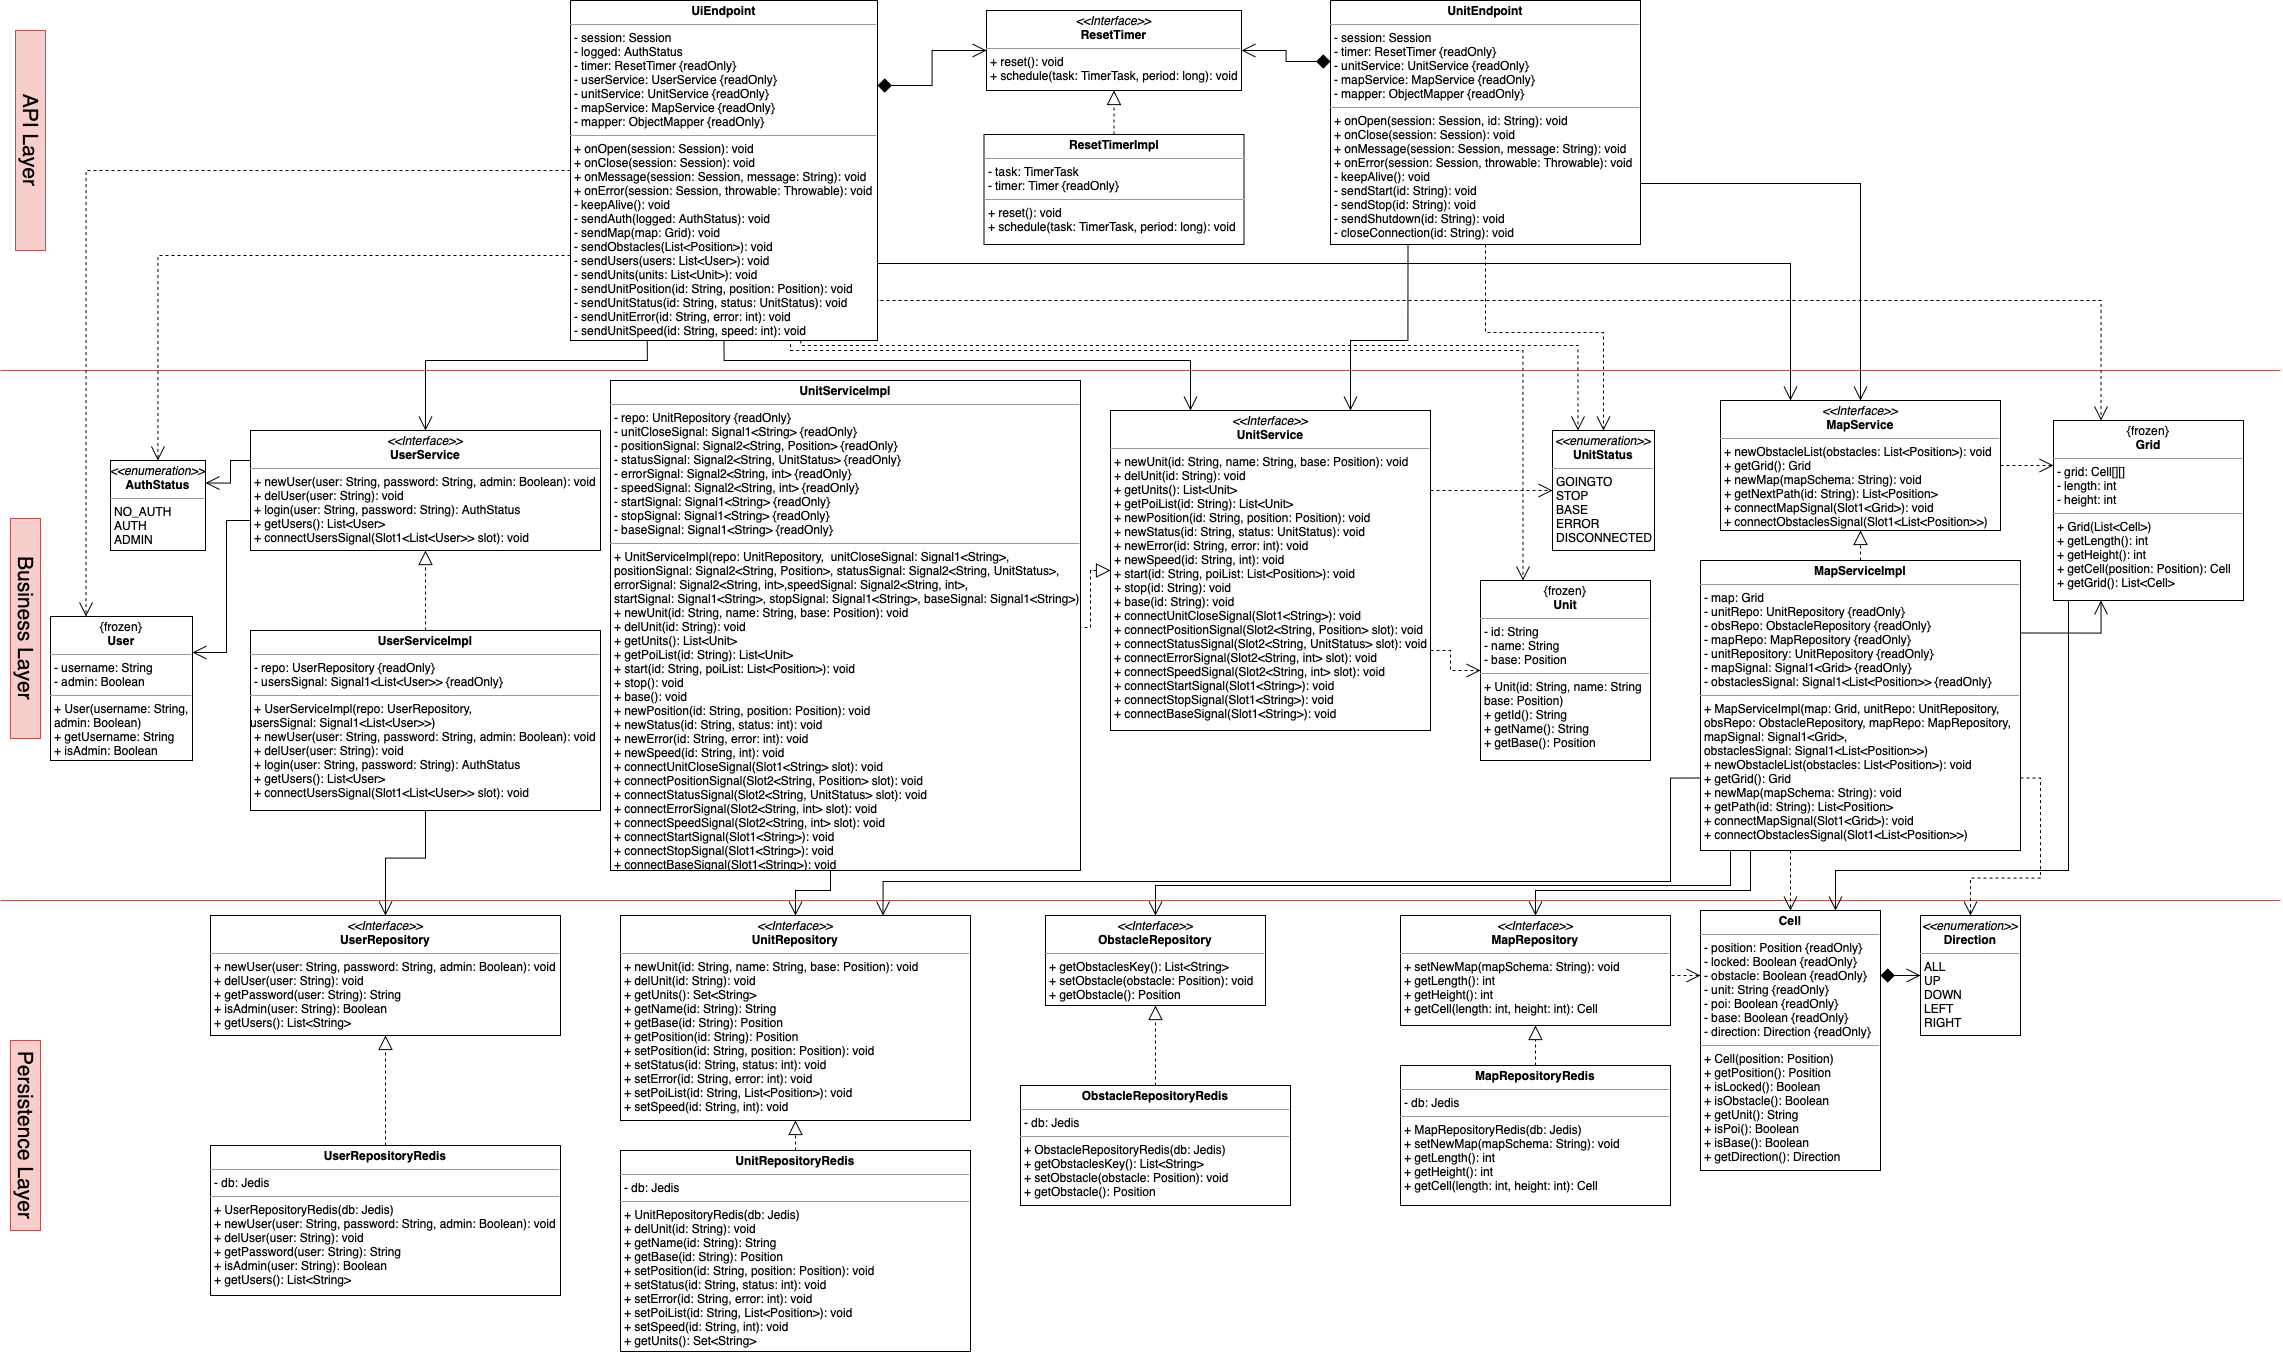 API Layer
UiEndpoint
- session: Session
- logged: AuthStatus
- timer: ResetTimer {readOnly}
- userService: UserService {readOnly}
- unitService: UnitService {readOnly}
- mapService: MapService {readOnly}
- mapper: ObjectMapper {readOnly}
+ onOpen(session: Session): void
+ onClose(session: Session): void
+ onMessage(session: Session, message: String): void
+ onError(session: Session, throwable: Throwable): void
- keepAlive(): void
- sendAuth(logged: AuthStatus): void
- sendMap(map: Grid): void
- sendObstacles(List<Position>): void
- sendUsers(users: List<User>): void
- sendUnits(units: List<Unit>): void
- sendUnitPosition(id: String, position: Position): void
- sendUnitStatus(id: String, status: UnitStatus): void
- sendUnitError(id: String, error: int): void
- sendUnitSpeed(id: String, speed: int): void
<<Interface>>
ResetTimer
+ reset(): void
+ schedule(task: TimerTask, period: long): void
ResetTimerImpl
- task: TimerTask
- timer: Timer {readOnly}
+ reset(): void
+ schedule(task: TimerTask, period: long): void
UnitEndpoint
- session: Session
- timer: ResetTimer {readOnly}
- unitService: UnitService {readOnly}
- mapService: MapService {readOnly}
- mapper: ObjectMapper {readOnly}
+ onOpen(session: Session, id: String): void
+ onClose(session: Session): void
+ onMessage(session: Session, message: String): void
+ onError(session: Session, throwable: Throwable): void
- keepAlive(): void
- sendStart(id: String): void
- sendStop(id: String): void
- sendShutdown(id: String): void
- closeConnection(id: String): void
Business Layer
<<enumeration>>
AuthStatus
NO_AUTH
AUTH
ADMIN
{frozen}
User
- username: String
- admin: Boolean
+ User(username: String,
admin: Boolean)
+ getUsername: String
+ isAdmin: Boolean
<<Interface>>
UserService
+ newUser(user: String, password: String, admin: Boolean): void
+ delUser(user: String): void
+ login(user: String, password: String): AuthStatus
+ getUsers(): List<User>
+ connectUsersSignal(Slot1<List<User>> slot): void
UserServiceImpl
- repo: UserRepository {readOnly}
- usersSignal: Signal1<List<User>> {readOnly}
+ UserServiceImpl(repo: UserRepository,
usersSignal: Signal1<List<User>>)
+ newUser(user: String, password: String, admin: Boolean): void
+ delUser(user: String): void
+ login(user: String, password: String): AuthStatus
+ getUsers(): List<User>
+ connectUsersSignal(Slot1<List<User>> slot): void
UnitServiceImpl
- repo: UnitRepository {readOnly}
- unitCloseSignal: Signal1<String> {readOnly}
- positionSignal: Signal2<String, Position> {readOnly}
- statusSignal: Signal2<String, UnitStatus> {readOnly}
- errorSignal: Signal2<String, int> {readOnly}
- speedSignal: Signal2<String, int> {readOnly}
- startSignal: Signal1<String> {readOnly}
- stopSignal: Signal1<String> {readOnly}
- baseSignal: Signal1<String> {readOnly}
+ UnitServiceImpl(repo: UnitRepository, unitCloseSignal: Signal1<String>,
positionSignal: Signal2<String, Position>, statusSignal: Signal2<String, UnitStatus>,
errorSignal: Signal2<String, int>,speedSignal: Signal2<String, int>,
startSignal: Signal1<String>, stopSignal: Signal1<String>, baseSignal: Signal1<String>)
+ newUnit(id: String, name: String, base: Position): void
+ delUnit(id: String): void
+ getUnits(): List<Unit>
+ getPoiList(id: String): List<Unit>
+ start(id: String, poiList: List<Position>): void
+ stop(): void
+ base(): void
+ newPosition(id: String, position: Position): void
+ newStatus(id: String, status: int): void
+ newError(id: String, error: int): void
+ newSpeed(id: String, int): void
+ connectUnitCloseSignal(Slot1<String> slot): void
+ connectPositionSignal(Slot2<String, Position> slot): void
+ connectStatusSignal(Slot2<String, UnitStatus> slot): void
+ connectErrorSignal(Slot2<String, int> slot): void
+ connectSpeedSignal(Slot2<String, int> slot): void
+ connectStartSignal(Slot1<String>): void
+ connectStopSignal(Slot1<String>): void
+ connectBaseSignal(Slot1<String>): void
<<Interface>>
UnitService
+ newUnit(id: String, name: String, base: Position): void
+ delUnit(id: String): void
+ getUnits(): List<Unit>
+ getPoiList(id: String): List<Unit>
+ newPosition(id: String, position: Position): void
+ newStatus(id: String, status: UnitStatus): void
+ newError(id: String, error: int): void
+ newSpeed(id: String, int): void
+ start(id: String, poiList: List<Position>): void
+ stop(id: String): void
+ base(id: String): void
+ connectUnitCloseSignal(Slot1<String>): void
+ connectPositionSignal(Slot2<String, Position> slot): void
+ connectStatusSignal(Slot2<String, UnitStatus> slot): void
+ connectErrorSignal(Slot2<String, int> slot): void
+ connectSpeedSignal(Slot2<String, int> slot): void
+ connectStartSignal(Slot1<String>): void
+ connectStopSignal(Slot1<String>): void
+ connectBaseSignal(Slot1<String>): void
<<enumeration>>
UnitStatus
GOINGTO
STOP
BASE
ERROR
DISCONNECTED
{frozen}
Unit
- id: String
- name: String
- base: Position
+ Unit(id: String, name: String
base: Position)
+ getId(): String
+ getName(): String
+ getBase(): Position
<<Interface>>
MapService
+ newObstacleList(obstacles: List<Position>): void
+ getGrid(): Grid
+ newMap(mapSchema: String): void
+ getNextPath(id: String): List<Position>
+ connectMapSignal(Slot1<Grid>): void
+ connectObstaclesSignal(Slot1<List<Position>>)
MapServiceImpl
- map: Grid
- unitRepo: UnitRepository {readOnly}
- obsRepo: ObstacleRepository {readOnly}
- mapRepo: MapRepository {readOnly}
- unitRepository: UnitRepository {readOnly}
- mapSignal: Signal1<Grid> {readOnly}
- obstaclesSignal: Signal1<List<Position>> {readOnly}
+ MapServiceImpl(map: Grid, unitRepo: UnitRepository,
obsRepo: ObstacleRepository, mapRepo: MapRepository,
mapSignal: Signal1<Grid>,
obstaclesSignal: Signal1<List<Position>>)
+ newObstacleList(obstacles: List<Position>): void
+ getGrid(): Grid
+ newMap(mapSchema: String): void
+ getPath(id: String): List<Position>
+ connectMapSignal(Slot1<Grid>): void
+ connectObstaclesSignal(Slot1<List<Position>>)
{frozen}
Grid
- grid: Cell[][]
- length: int
- height: int
+ Grid(List<Cell>)
+ getLength(): int
+ getHeight(): int
+ getCell(position: Position): Cell
+ getGrid(): List<Cell>
Persistence Layer
<<Interface>>
UserRepository
+ newUser(user: String, password: String, admin: Boolean): void
+ delUser(user: String): void
+ getPassword(user: String): String
+ isAdmin(user: String): Boolean
+ getUsers(): List<String>
UserRepositoryRedis
- db: Jedis
+ UserRepositoryRedis(db: Jedis)
+ newUser(user: String, password: String, admin: Boolean): void
+ delUser(user: String): void
+ getPassword(user: String): String
+ isAdmin(user: String): Boolean
+ getUsers(): List<String>
<<Interface>>
UnitRepository
+ newUnit(id: String, name: String, base: Position): void
+ delUnit(id: String): void
+ getUnits(): Set<String>
+ getName(id: String): String
+ getBase(id: String): Position
+ getPosition(id: String): Position
+ setPosition(id: String, position: Position): void
+ setStatus(id: String, status: int): void
+ setError(id: String, error: int): void
+ setPoiList(id: String, List<Position>): void
+ setSpeed(id: String, int): void
UnitRepositoryRedis
- db: Jedis
+ UnitRepositoryRedis(db: Jedis)
+ delUnit(id: String): void
+ getName(id: String): String
+ getBase(id: String): Position
+ setPosition(id: String, position: Position): void
+ setStatus(id: String, status: int): void
+ setError(id: String, error: int): void
+ setPoiList(id: String, List<Position>): void
+ setSpeed(id: String, int): void
+ getUnits(): Set<String>
<<Interface>>
ObstacleRepository
+ getObstaclesKey(): List<String>
+ setObstacle(obstacle: Position): void
+ getObstacle(): Position
ObstacleRepositoryRedis
- db: Jedis
+ ObstacleRepositoryRedis(db: Jedis)
+ getObstaclesKey(): List<String>
+ setObstacle(obstacle: Position): void
+ getObstacle(): Position
<<Interface>>
MapRepository
+ setNewMap(mapSchema: String): void
+ getLength(): int
+ getHeight(): int
+ getCell(length: int, height: int): Cell
MapRepositoryRedis
- db: Jedis
+ MapRepositoryRedis(db: Jedis)
+ setNewMap(mapSchema: String): void
+ getLength(): int
+ getHeight(): int
+ getCell(length: int, height: int): Cell
Cell
- position: Position {readOnly}
- locked: Boolean {readOnly}
- obstacle: Boolean {readOnly}
- unit: String {readOnly}
- poi: Boolean {readOnly}
- base: Boolean {readOnly}
- direction: Direction {readOnly}
+ Cell(position: Position)
+ getPosition(): Position
+ isLocked(): Boolean
+ isObstacle(): Boolean
+ getUnit(): String
+ isPoi(): Boolean
+ isBase(): Boolean
+ getDirection(): Direction
<<enumeration>>
Direction
ALL
UP
DOWN
LEFT
RIGHT